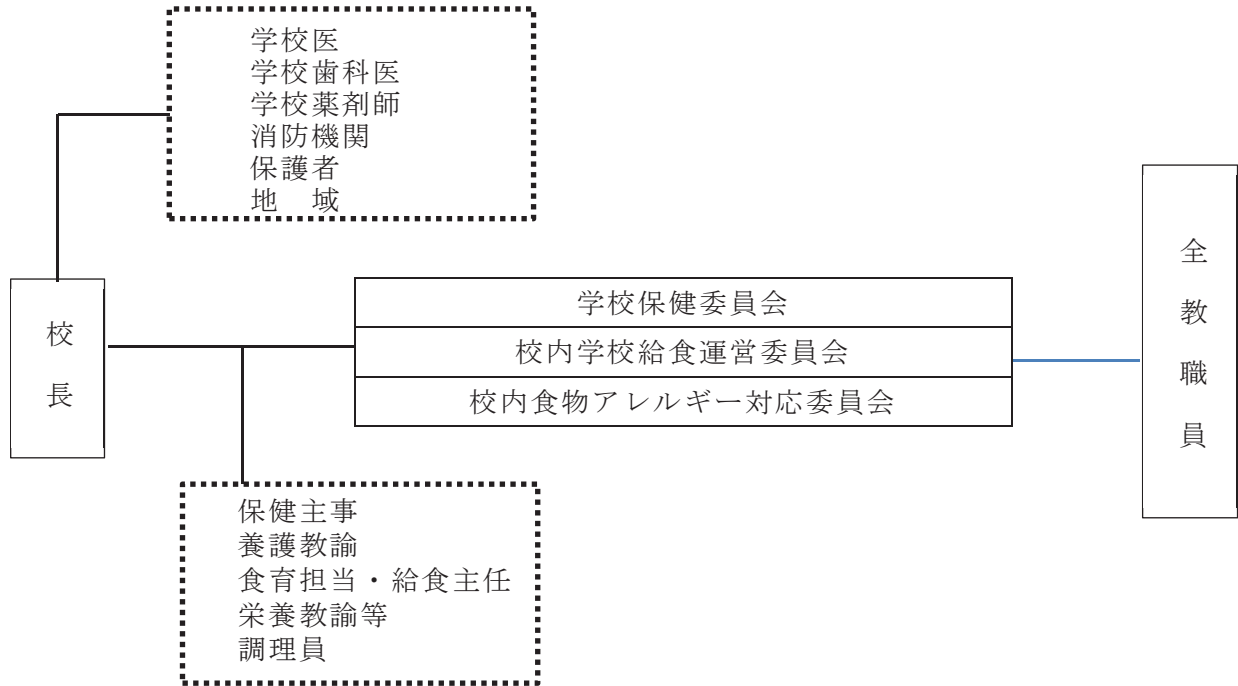 学校医
学校歯科医
学校薬剤師
消防機関
保護者
地　域
校長
学校保健委員会
校内学校給食運営委員会
校内食物アレルギー対応委員会
全教職員
保健主事
養護教諭
食育担当・給食主任
栄養教諭等
調理員